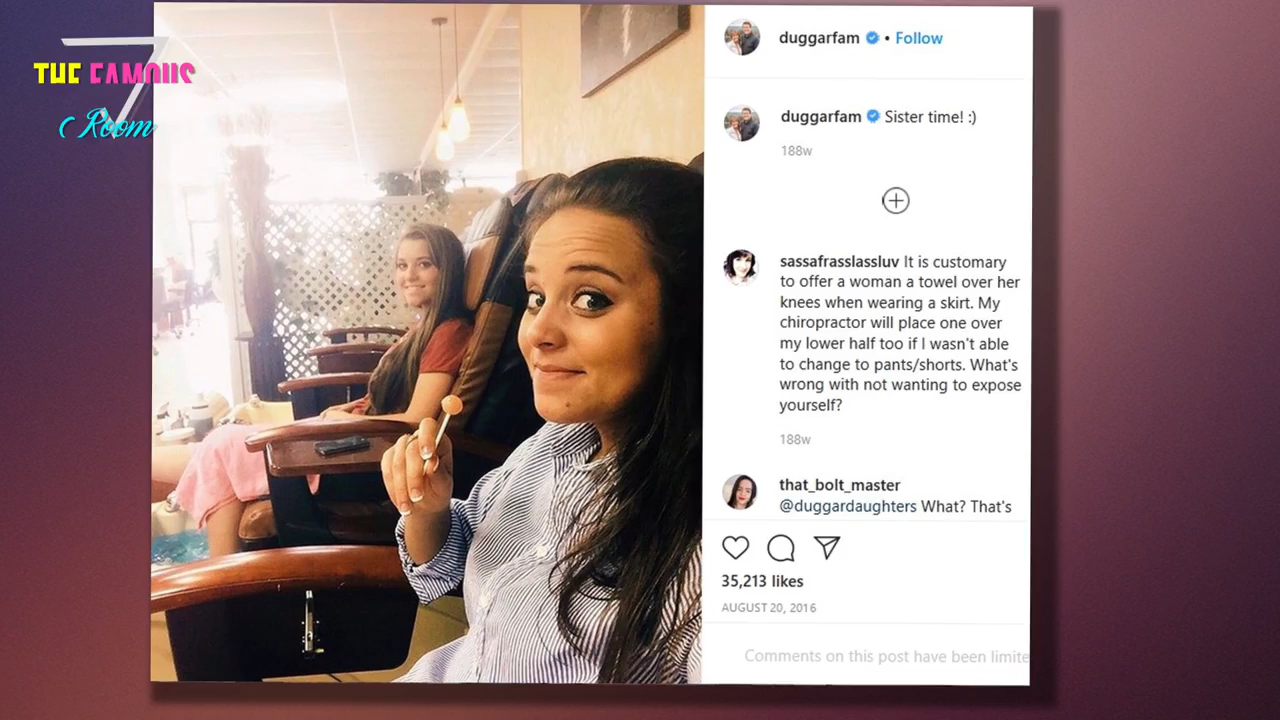 THE FAMOUS
7
Room
duggarfam • Follow
duggarfam Sister time! :)
188w
sassafrasslassluv It is customary
to offer a woman a towel over her
knees when wearing a skirt. My
chiropractor will place one over
my lower half too if I wasn't able
to change to pants/shorts. What's
wrong with not wanting to expose
yourself?
188w
that_bolt_master
@duggardaughters What? That's
35,213 likes
AUGUST 20, 2016
Comments on this post have been limite